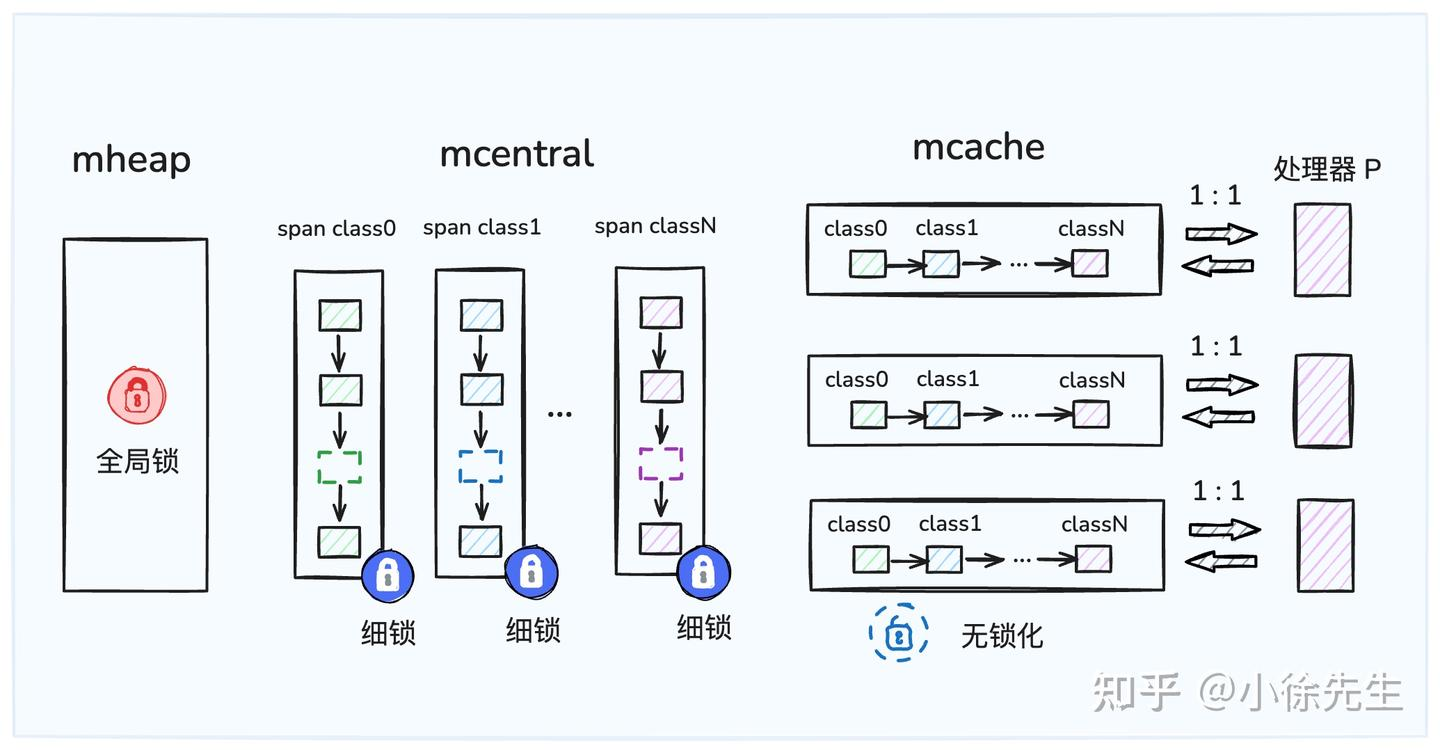 mheap
mcentral
mcache
处理器 P
全局锁
span class0
span class1
span classN
...
细锁
细锁
细锁
1 : 1
class0 class1 classN
...
1 : 1
class0 class1 classN
...
1 : 1
class0 class1 classN
...
无锁化
知乎 @小徐先生